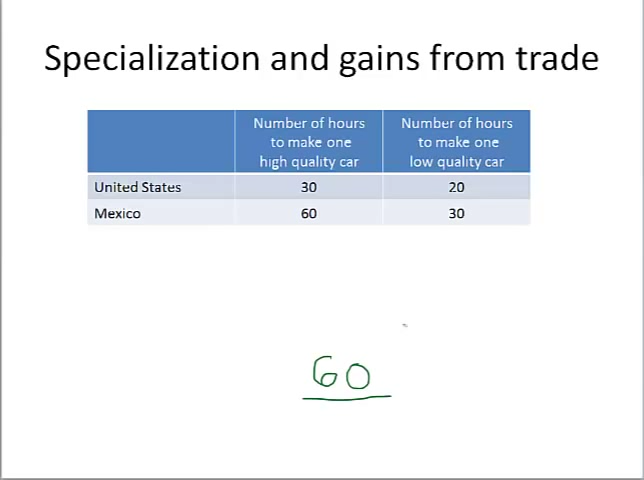 Specialization and gains from trade
Number of hours to make one high quality car
Number of hours to make one low quality car
United States 30 20
Mexico 60 30
60